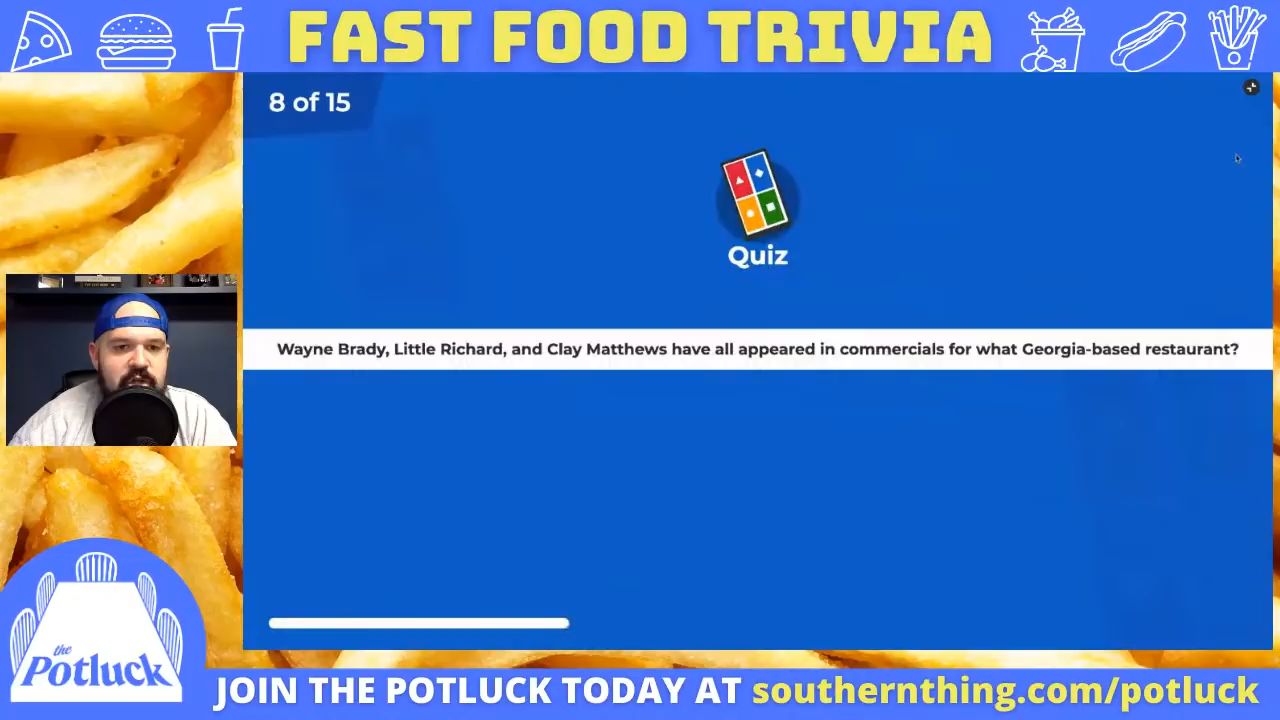 FAST FOOD TRIVIA
8 of 15
Quiz
Wayne Brady, Little Richard, and Clay Matthews have all appeared in commercials for what Georgia-based restaurant?
the
Potluck
JOIN THE POTLUCK TODAY AT southernthing.com/potluck